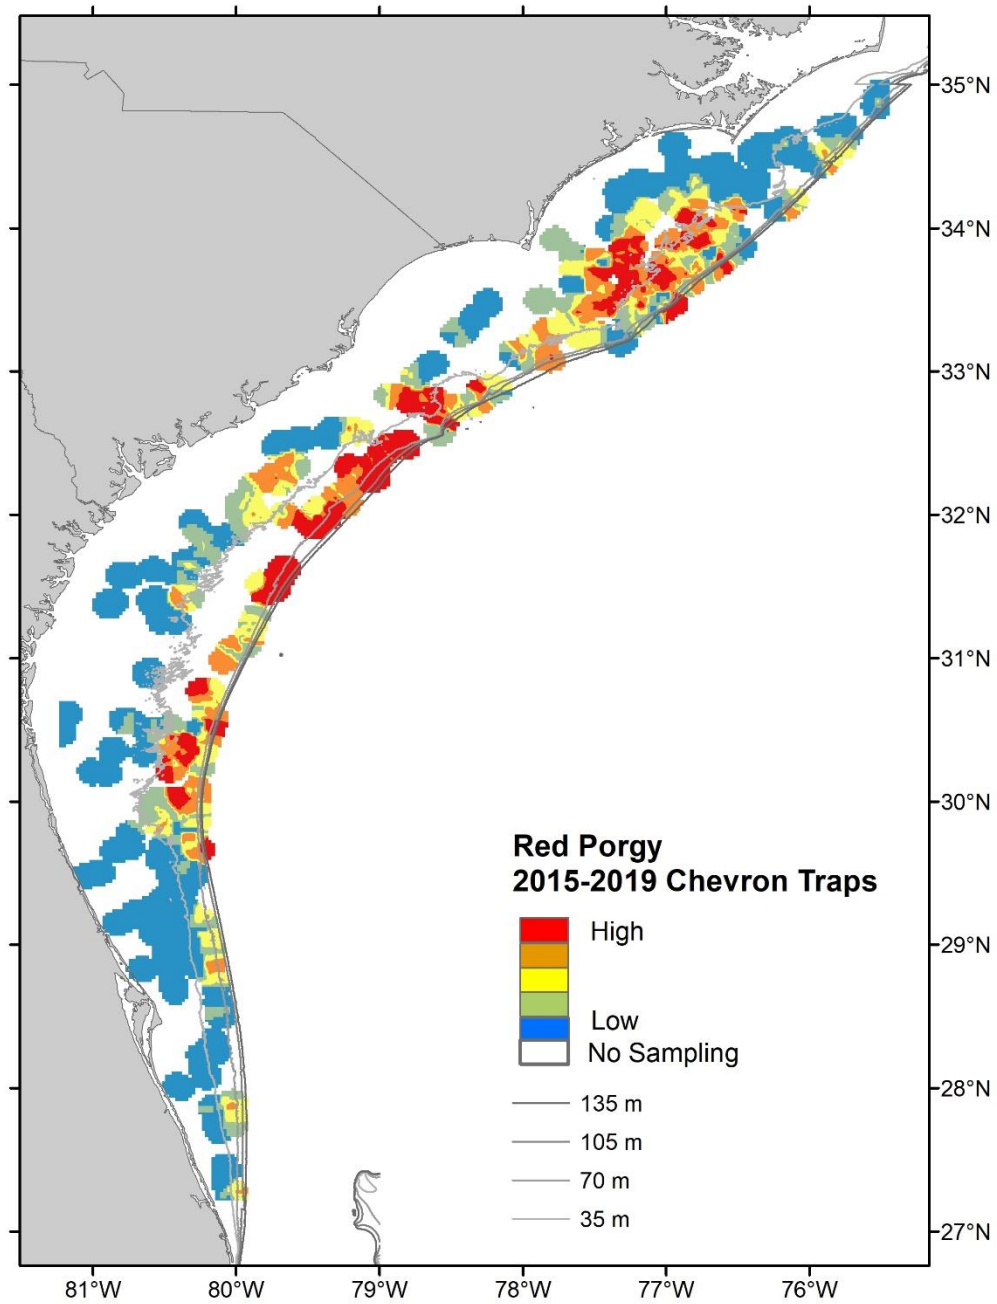 35°N
34°N
33°N
32°N
31°N
30°N
Red Porgy
2015-2019 Chevron Traps
High
29°N
Low
No Sampling
28°N
135 m
105 m
70 m
35 m
27°N
81°W 80°W 79°W 78°W 77°W 76°W